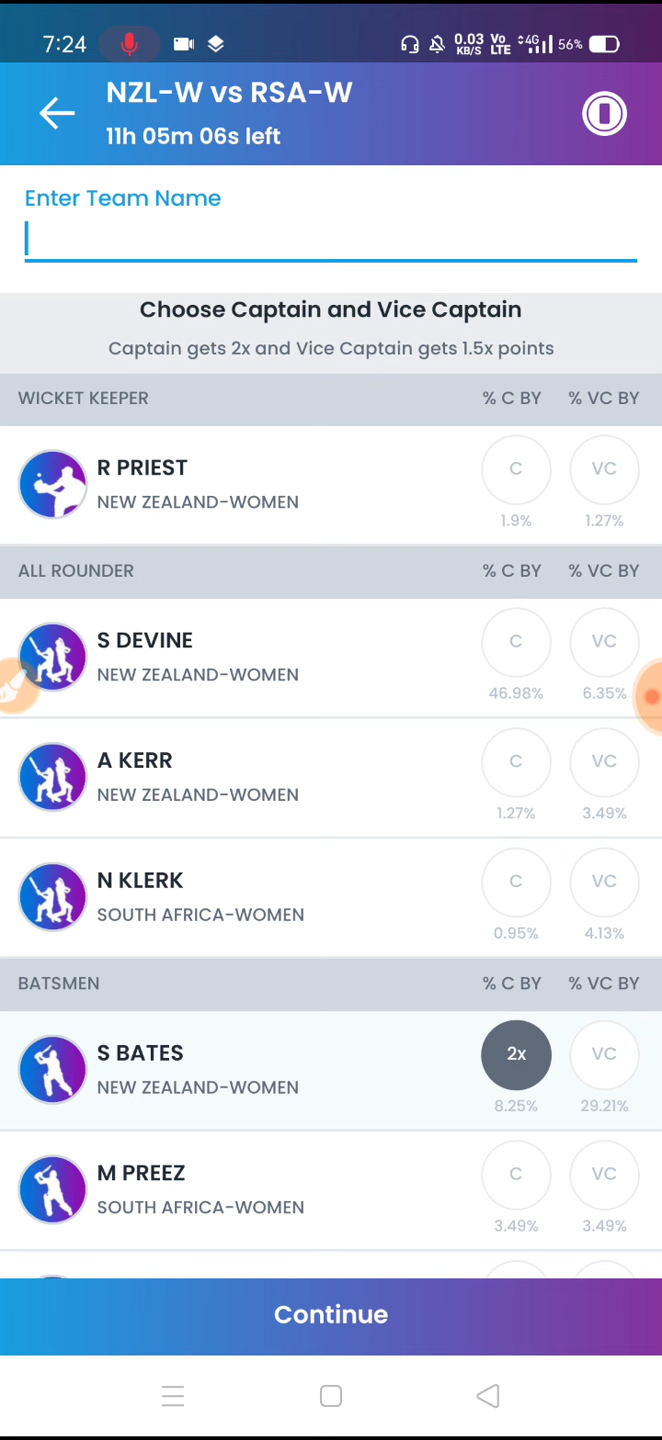 7:24 0.03 KB/S Vo LTE 4G 56%
NZL-W vs RSA-W
11h 05m 06s left
Enter Team Name
Choose Captain and Vice Captain
Captain gets 2x and Vice Captain gets 1.5x points
WICKET KEEPER % C BY % VC BY
R PRIEST
NEW ZEALAND-WOMEN
C VC
1.9% 1.27%
ALL ROUNDER % C BY % VC BY
S DEVINE
NEW ZEALAND-WOMEN
C VC
46.98% 6.35%
A KERR
NEW ZEALAND-WOMEN
C VC
1.27% 3.49%
N KLERK
SOUTH AFRICA-WOMEN
C VC
0.95% 4.13%
BATSMEN % C BY % VC BY
S BATES
NEW ZEALAND-WOMEN
2x VC
8.25% 29.21%
M PREEZ
SOUTH AFRICA-WOMEN
C VC
3.49% 3.49%
Continue